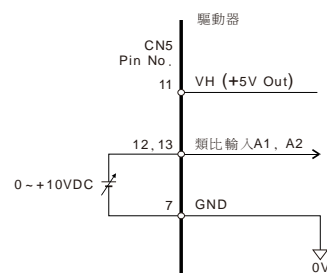 驅動器
CN5
Pin No.
11 VH (+5V Out)
12,13 類比輸入A1, A2
0~+10VDC
7 GND
0V